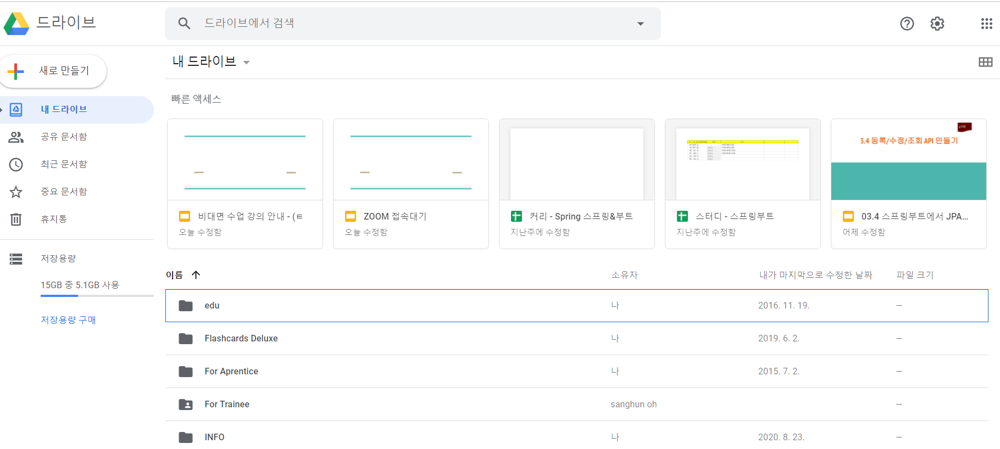 드라이브
드라이브에서 검색
새로 만들기
내 드라이브
공유 문서함
최근 문서함
중요 문서함
휴지통
저장용량
15GB 중 5.1GB 사용
저장용량 구매
내 드라이브
빠른 액세스
p100
3.4 등록/수정/조회 API 만들기
비대면 수업 강의 안내 - (ㅌ
오늘 수정함
ZOOM 접속대기
오늘 수정함
커리 - Spring 스프링&부트
지난주에 수정함
스터디 - 스프링부트
지난주에 수정함
03.4 스프링부트에서 JPA...
어제 수정함
이름 소유자 내가 마지막으로 수정한 날짜 파일 크기
edu 나 2016. 11. 19. —
Flashcards Deluxe 나 2019. 6. 2. —
For Aprentice 나 2015. 7. 2. —
For Trainee sanghun oh —
INFO 나 2020. 8. 23. —